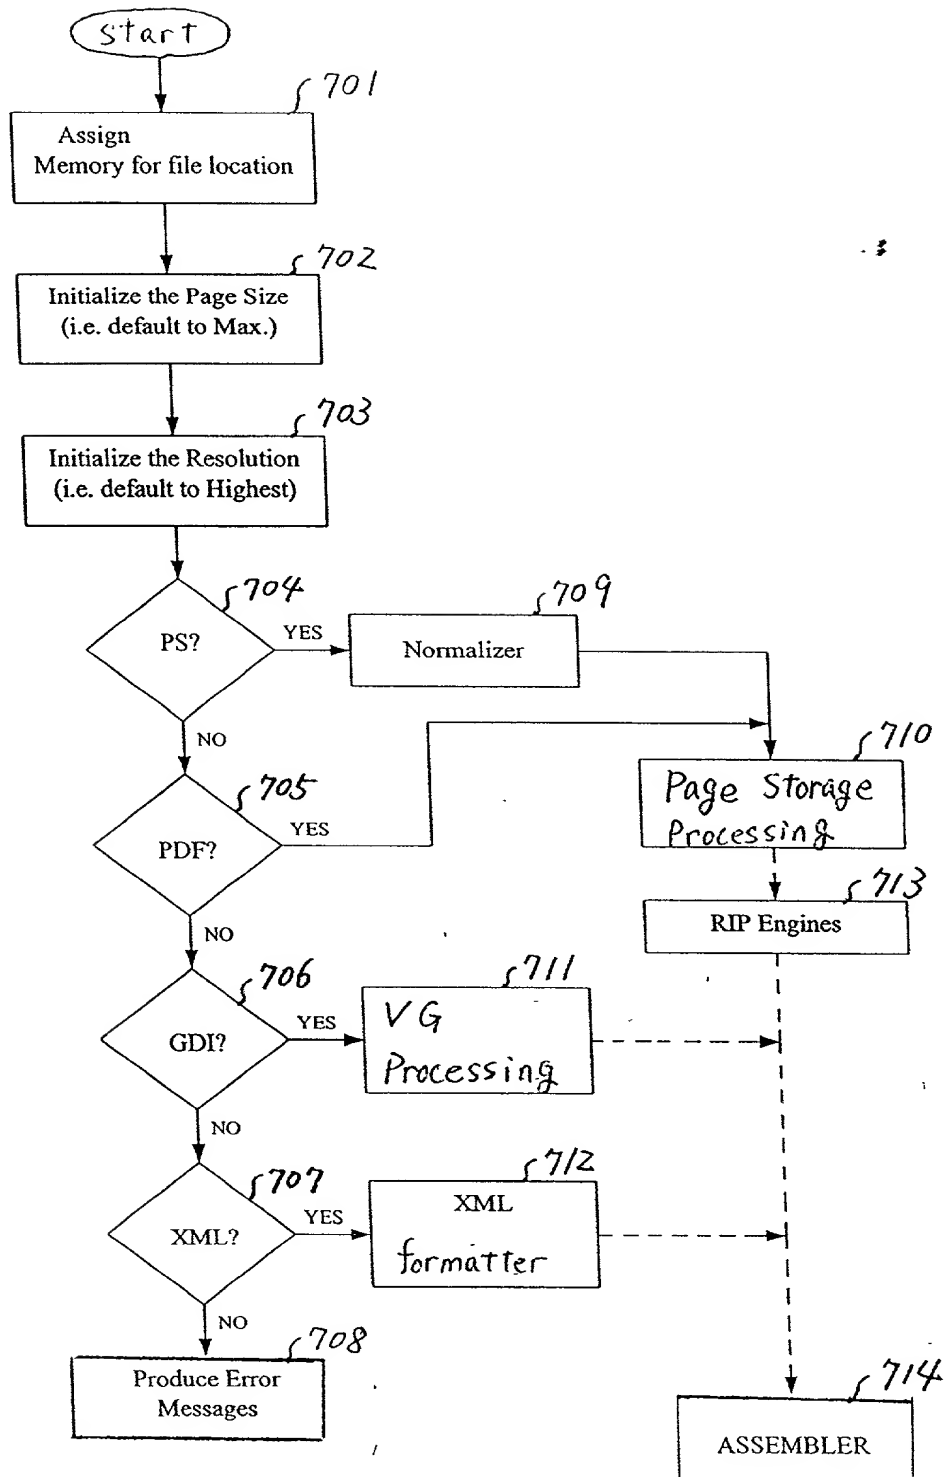 Start
701
Assign
Memory for file location
702
Initialize the Page Size
(i.e. default to Max.)
703
Initialize the Resolution
(i.e. default to Highest)
704
PS?
YES
709
Normalizer
NO
710
Page Storage
Processing
705
PDF?
YES
713
RIP Engines
NO
706
GDI?
YES
711
VG
Processing
NO
707
XML?
YES
712
XML
formatter
NO
708
Produce Error
Messages
714
ASSEMBLER